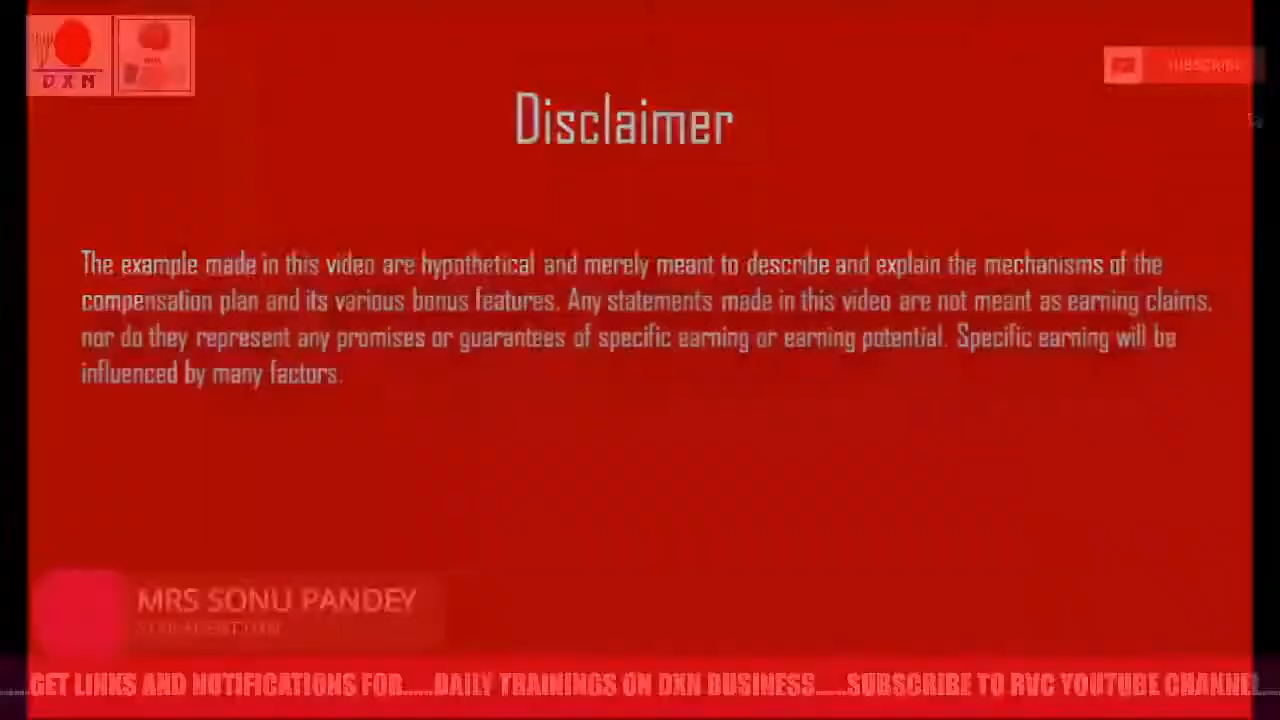 DXN
SUBSCRIBE
Disclaimer
The example made in this video are hypothetical and merely meant to describe and explain the mechanisms of the
compensation plan and its various bonus features. Any statements made in this video are not meant as earning claims,
nor do they represent any promises or guarantees of specific earning or earning potential. Specific earning will be
influenced by many factors.
MRS SONU PANDEY
GET LINKS AND NOTIFICATIONS FOR......DAILY TRAININGS ON DXN BUSINESS......SUBSCRIBE TO RVC YOUTUBE CHANNEL